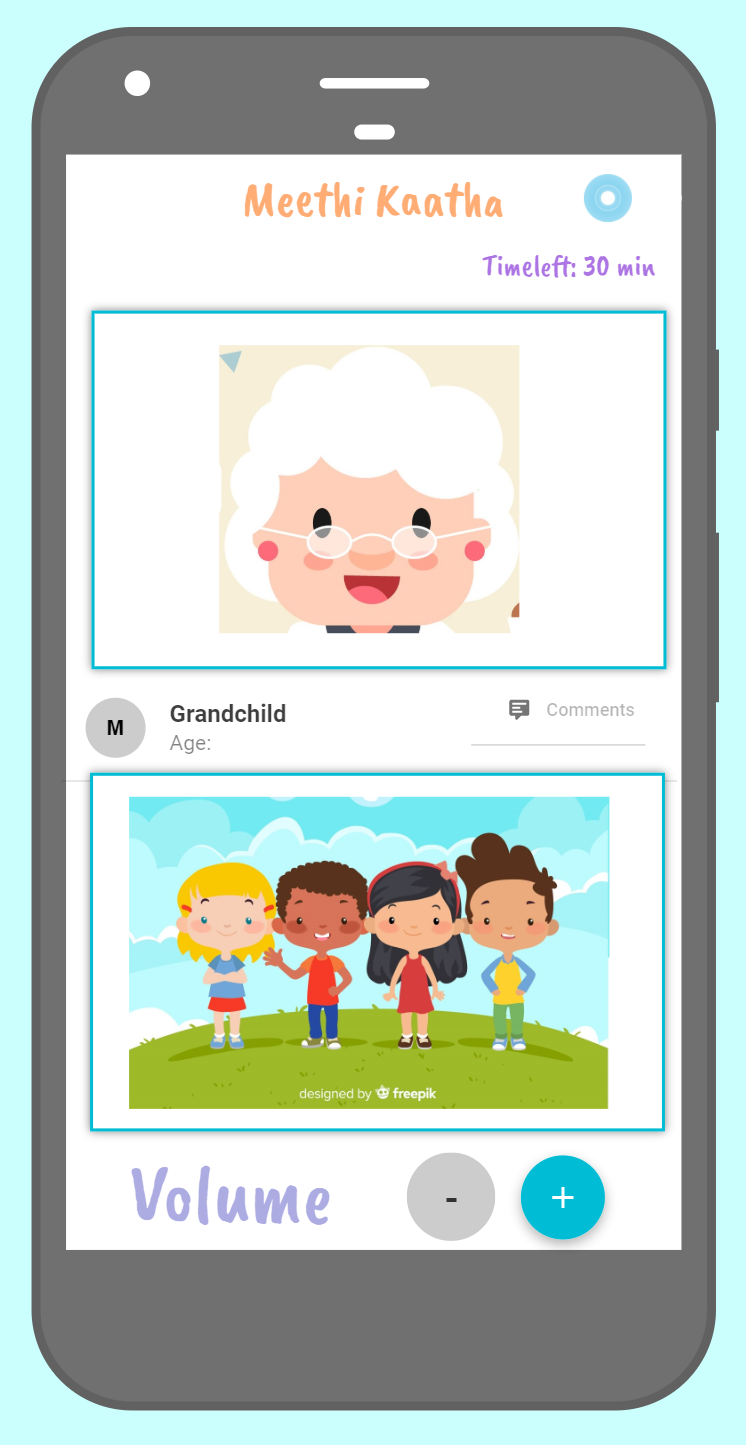 Meethi Kaatha
Timeleft: 30 min
M
Grandchild
Age:
Comments
designed by freepik
Volume
-
+